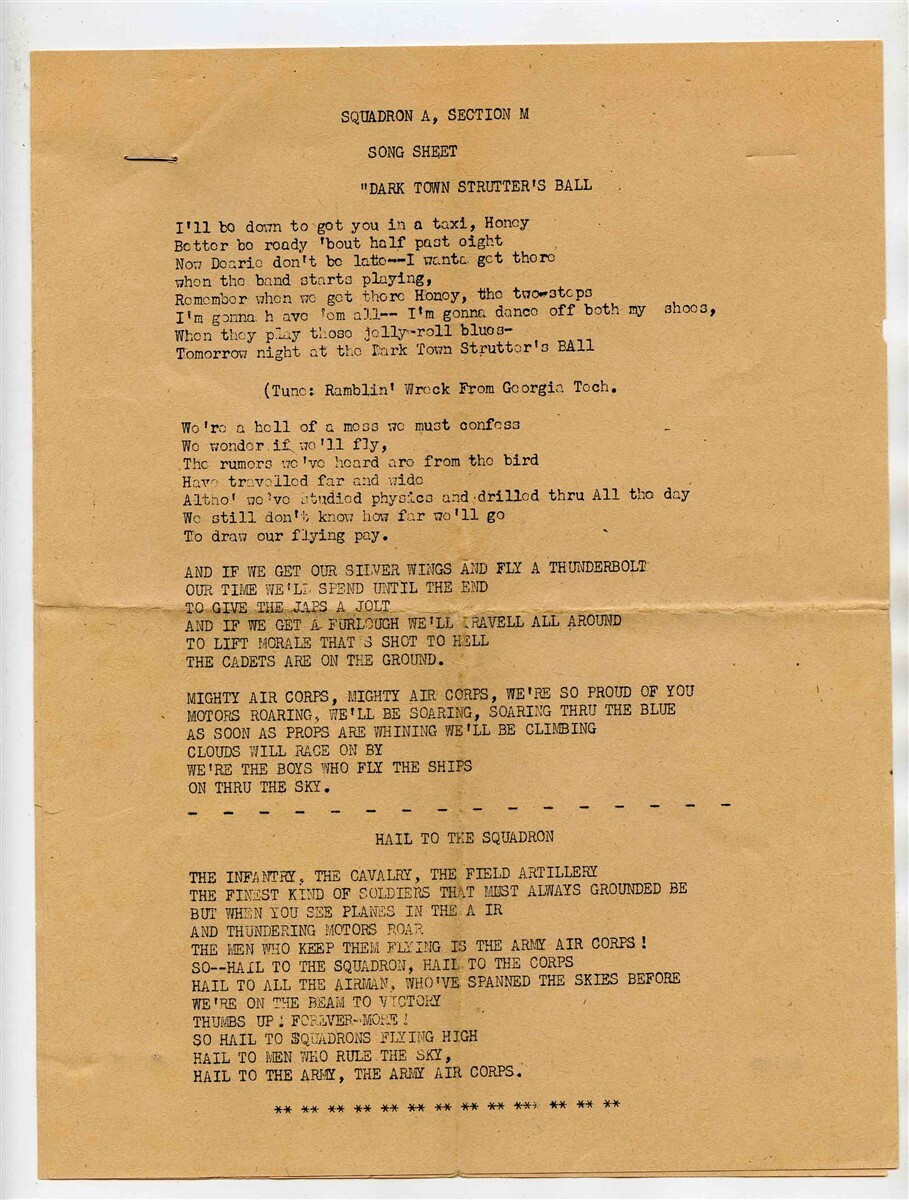 SQUADRON A, SECTION M
SONG SHEET
"DARK TOWN STRUTTER'S BALL
I'll be down to get you in a taxi, Honey
Better be ready 'bout half past eight
Now Dearie don't be late--I wanta get there
when the band starts playing,
Remember when we get there Honey, the two-steps
I'm gonna h ave 'em all-- I'm gonna dance off both my shoes,
When they play those jelly-roll blues-
Tomorrow night at the Dark Town Strutter's BAll
(Tune: Ramblin' Wreck From Georgia Tech.
We're a hell of a mess we must confess
We wonder if we'll fly,
The rumors we've heard are from the bird
Have travelled far and wide
Altho' we've studied physics and drilled thru All the day
We still don't know how far we'll go
To draw our flying pay.
AND IF WE GET OUR SILVER WINGS AND FLY A THUNDERBOLT
OUR TIME WE'LL SPEND UNTIL THE END
TO GIVE THE JAPS A JOLT
AND IF WE GET A FURLOUGH WE'LL TRAVELL ALL AROUND
TO LIFT MORALE THAT'S SHOT TO HELL
THE CADETS ARE ON THE GROUND.
MIGHTY AIR CORPS, MIGHTY AIR CORPS, WE'RE SO PROUD OF YOU
MOTORS ROARING, WE'LL BE SOARING, SOARING THRU THE BLUE
AS SOON AS PROPS ARE WHINING WE'LL BE CLIMBING
CLOUDS WILL RACE ON BY
WE'RE THE BOYS WHO FLY THE SHIPS
ON THRU THE SKY.
- - - - - - - - - - - - - - - -
HAIL TO THE SQUADRON
THE INFANTRY, THE CAVALRY, THE FIELD ARTILLERY
THE FINEST KIND OF SOLDIERS THAT MUST ALWAYS GROUNDED BE
BUT WHEN YOU SEE PLANES IN THE A IR
AND THUNDERING MOTORS ROAR
THE MEN WHO KEEP THEM FLYING IS THE ARMY AIR CORPS!
SO--HAIL TO THE SQUADRON, HAIL TO THE CORPS
HAIL TO ALL THE AIRMAN, WHO'VE SPANNED THE SKIES BEFORE
WE'RE ON THE BEAM TO VICTORY
THUMBS UP! FOREVER-MORE!
SO HAIL TO SQUADRONS FLYING HIGH
HAIL TO MEN WHO RULE THE SKY,
HAIL TO THE ARMY, THE ARMY AIR CORPS.
** ** ** ** ** ** ** ** ** *** ** ** **